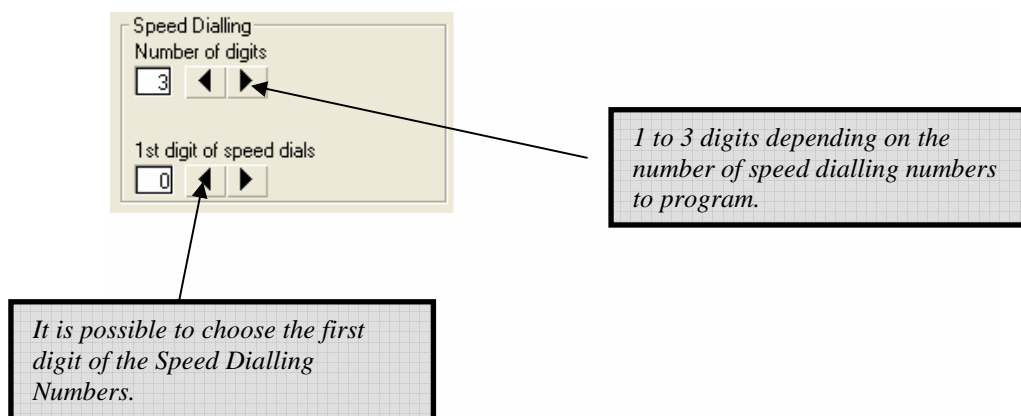 Speed Dialling
Number of digits
3
1st digit of speed dials
0
1 to 3 digits depending on the
number of speed dialling numbers
to program.
It is possible to choose the first
digit of the Speed Dialling
Numbers.